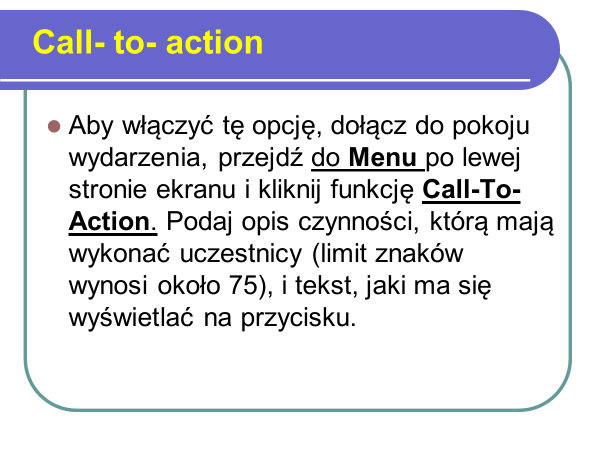 Call- to- action
Aby włączyć tę opcję, dołącz do pokoju
wydarzenia, przejdź do Menu po lewej
stronie ekranu i kliknij funkcję Call-To-
Action. Podaj opis czynności, którą mają
wykonać uczestnicy (limit znaków
wynosi około 75), i tekst, jaki ma się
wyświetlać na przycisku.